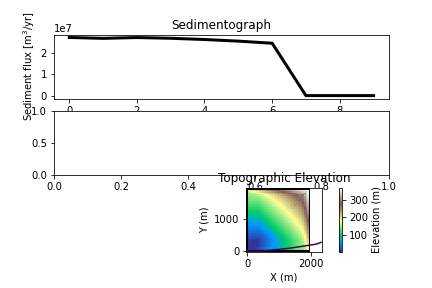 Sedimentograph
1e7
Sediment flux [m³/yr]
2
1
0
0 2 4 6 8
1.0
0.5
0.0
0.0 0.2 0.4 0.6 0.8 1.0
Topographic Elevation
Y (m)
1000
0
0 2000
X (m)
300
200
100
Elevation (m)